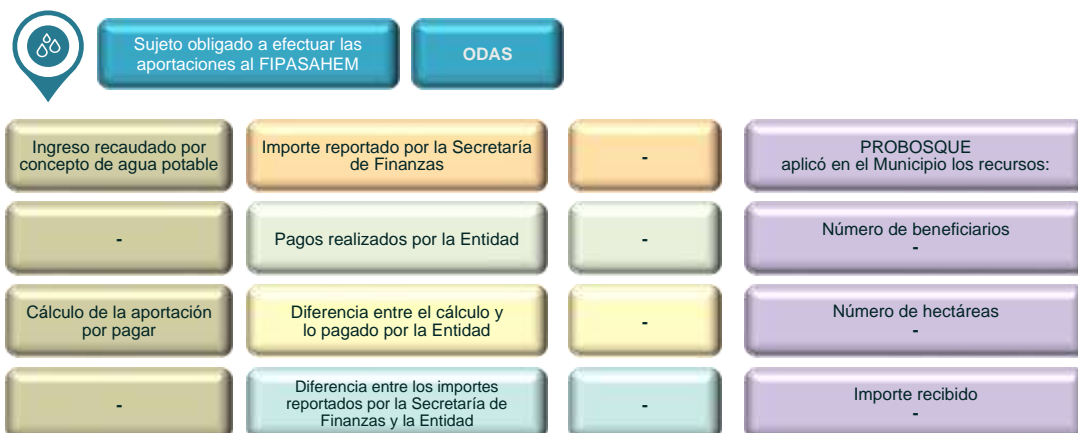 Sujeto obligado a efectuar las
aportaciones al FIPASAHEM
ODAS
Ingreso recaudado por
concepto de agua potable
Importe reportado por la Secretaría
de Finanzas
-
PROBOSQUE
aplicó en el Municipio los recursos:
-
Pagos realizados por la Entidad
-
Número de beneficiarios
-
Cálculo de la aportación
por pagar
Diferencia entre el cálculo y
lo pagado por la Entidad
-
Número de hectáreas
-
-
Diferencia entre los importes
reportados por la Secretaría de
Finanzas y la Entidad
-
Importe recibido
-